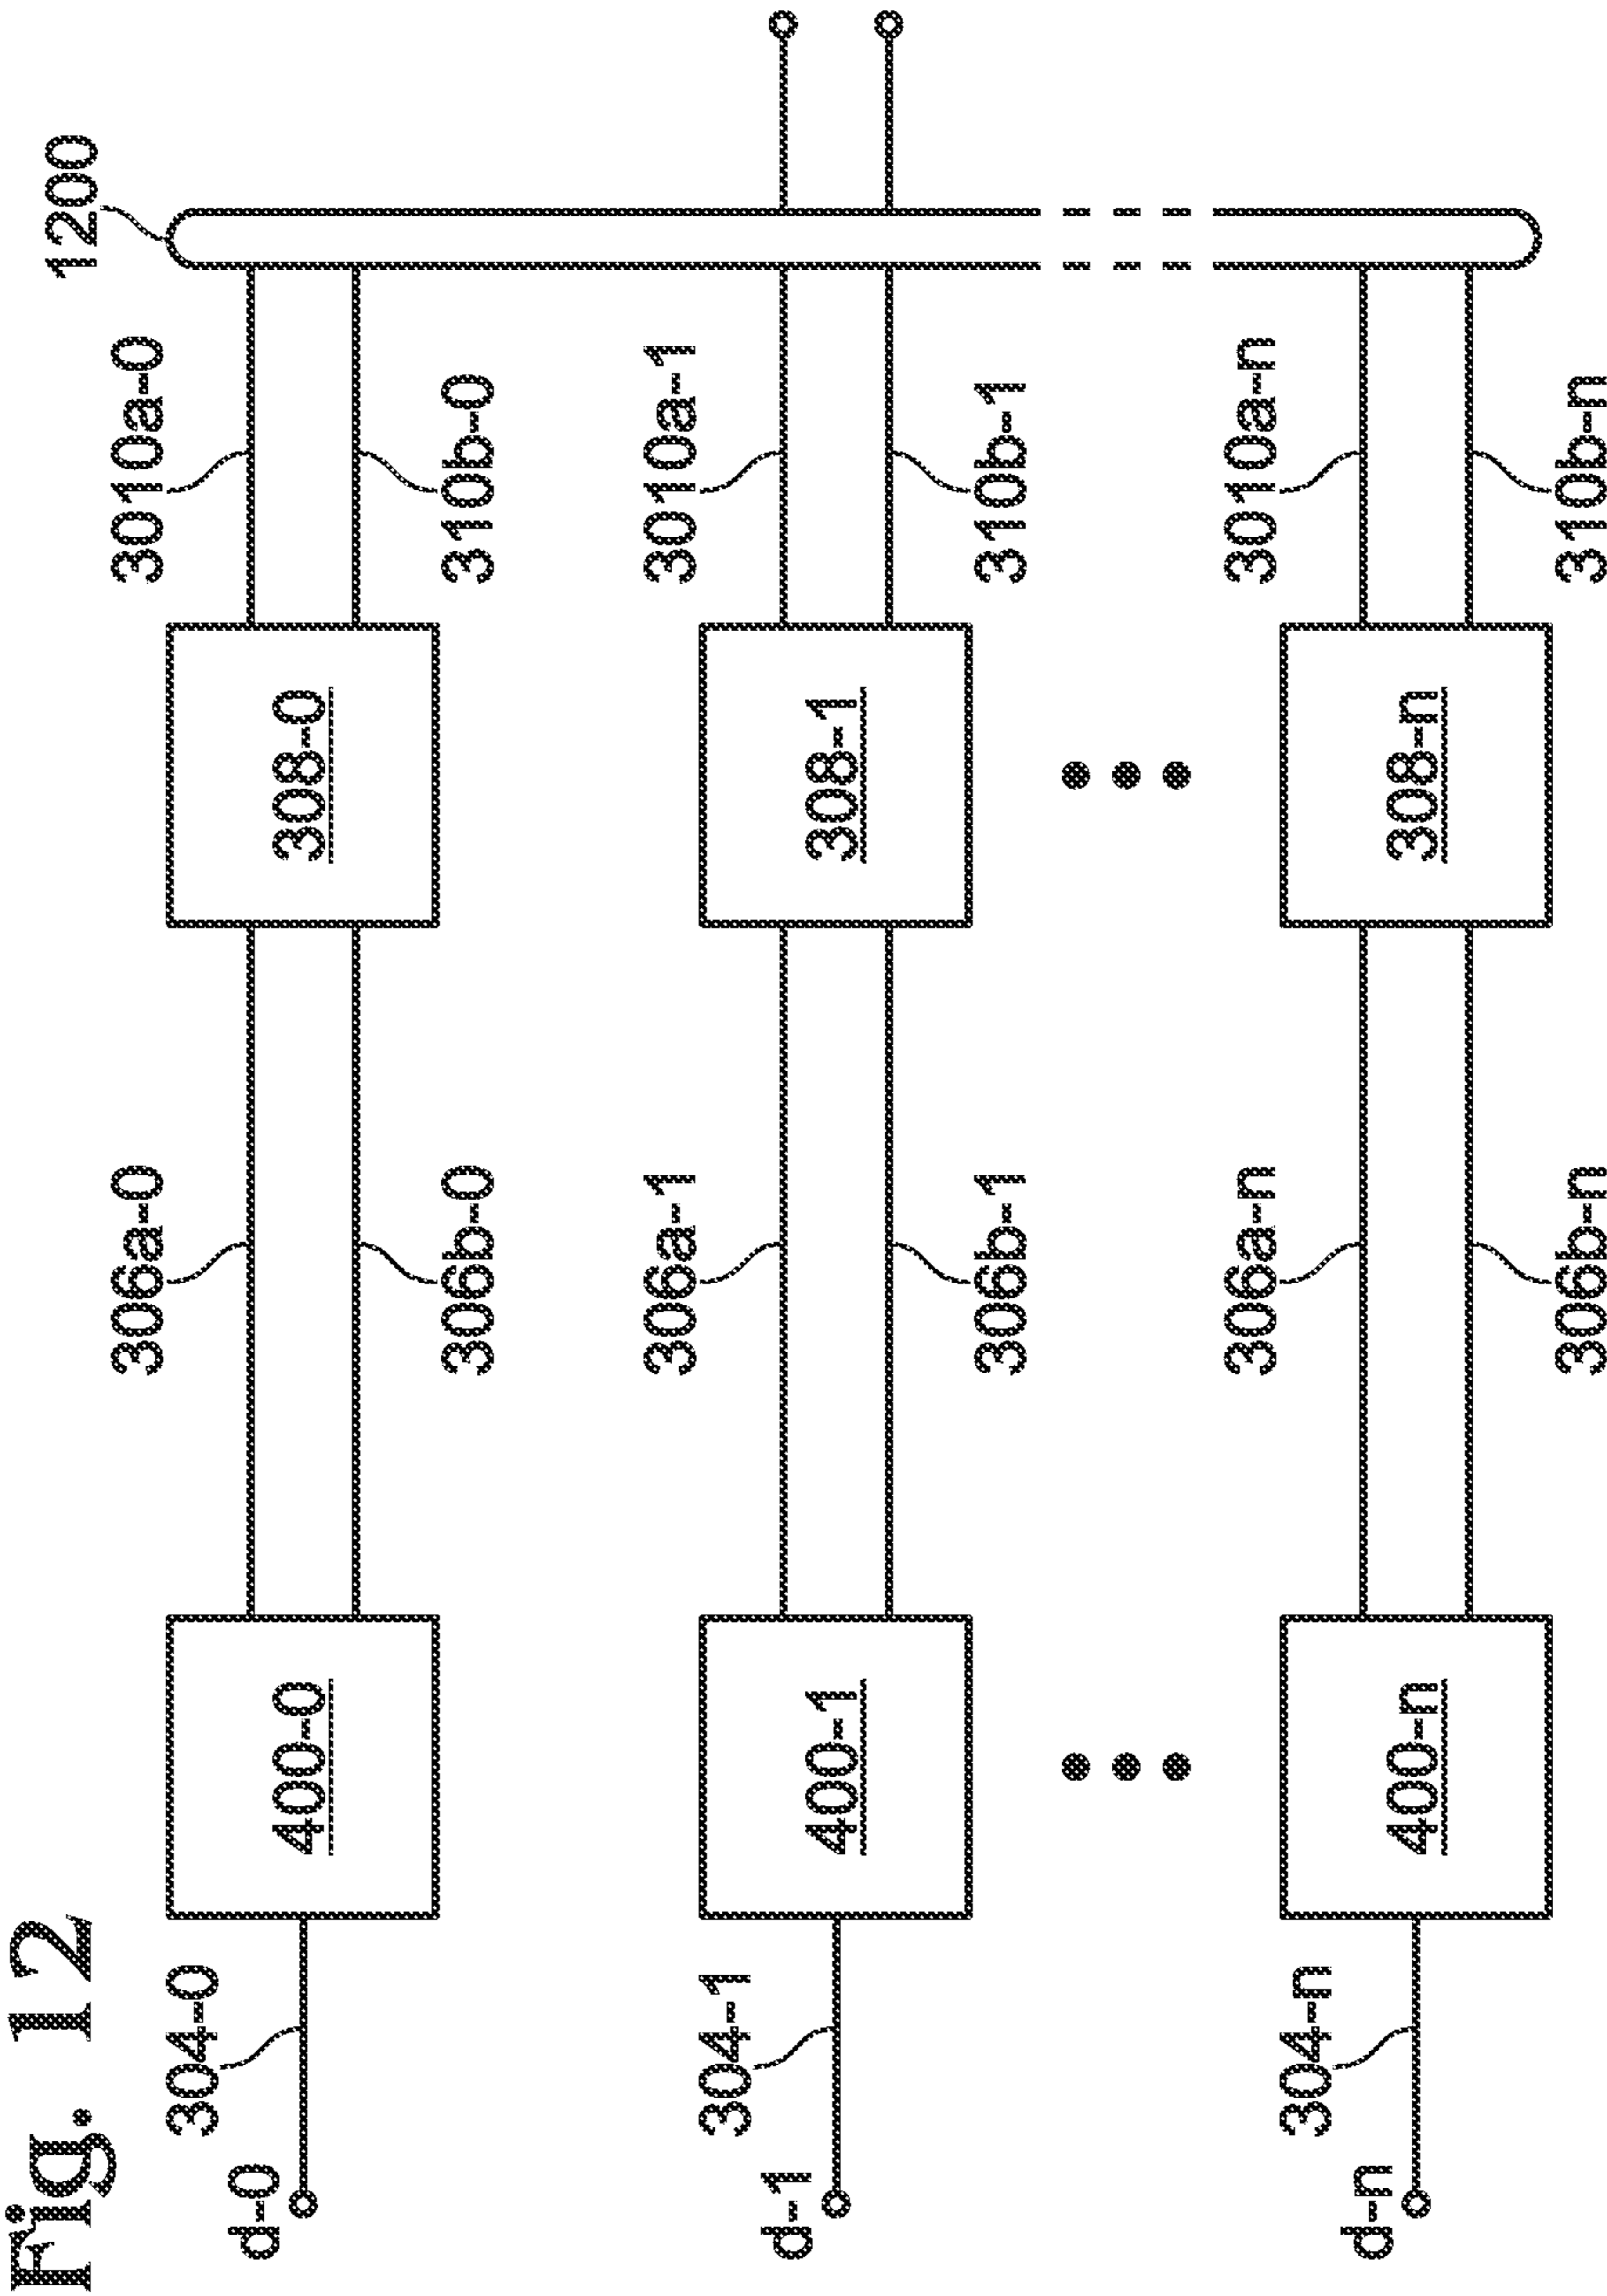 Fig. 12
1200
d-0
304-0
400-0
306a-0
306b-0
308-0
3010a-0
310b-0
d-1
304-1
400-1
306a-1
306b-1
308-1
3010a-1
310b-1
d-n
304-n
400-n
306a-n
306b-n
308-n
3010a-n
310b-n